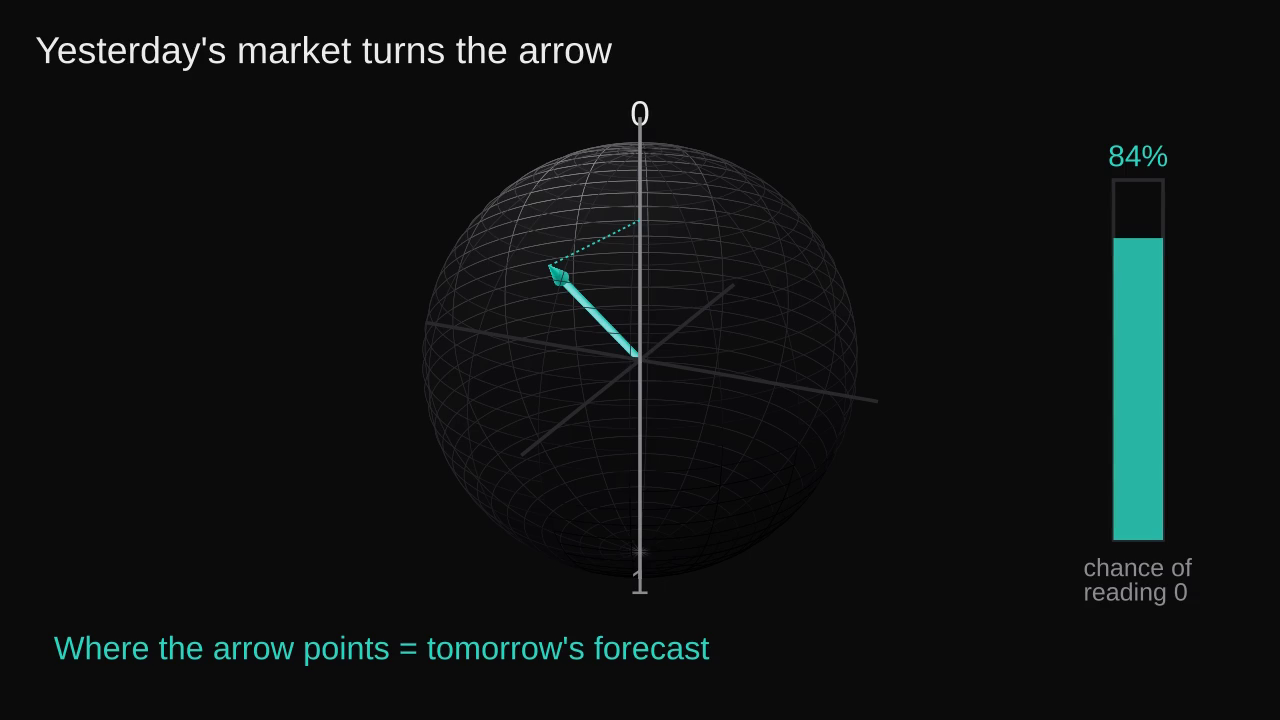 Yesterday's market turns the arrow
0
84%
1
chance of
reading 0
Where the arrow points = tomorrow's forecast